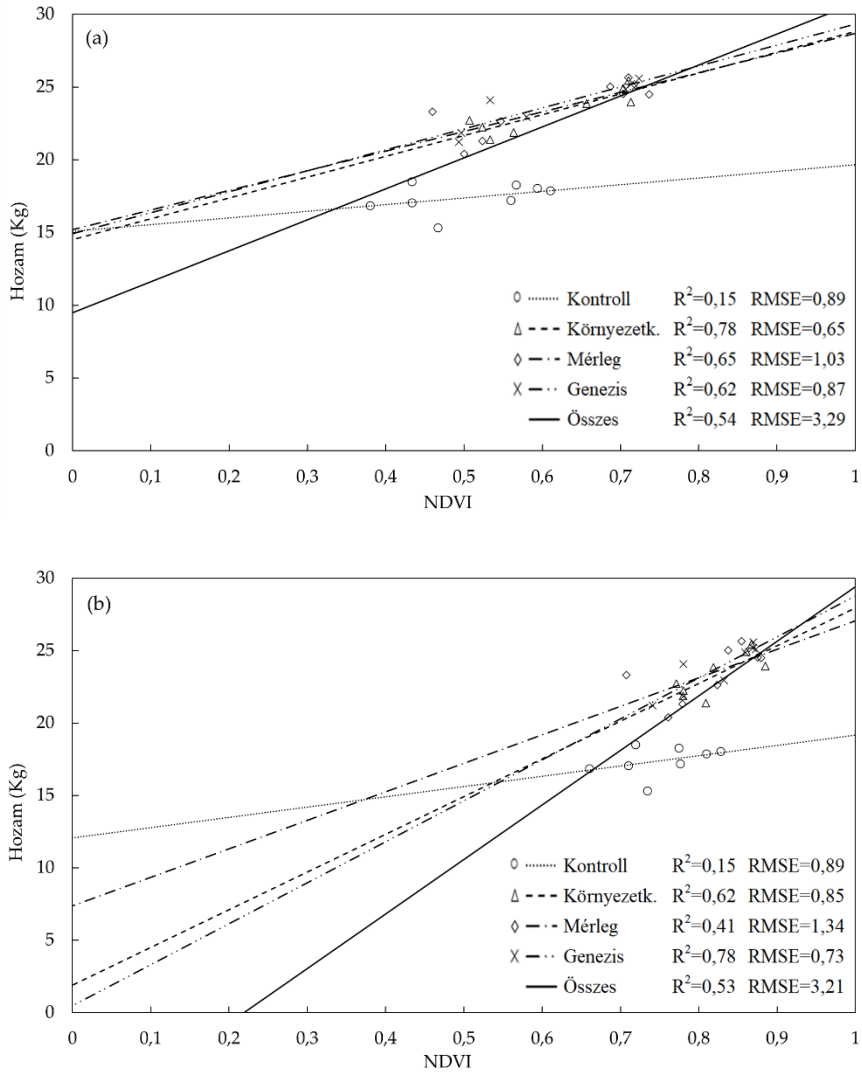 (a)
Hozam (Kg)
30
25
20
15
10
5
0
Kontroll R²=0,15 RMSE=0,89
Környezetk. R²=0,78 RMSE=0,65
Mérleg R²=0,65 RMSE=1,03
Genezis R²=0,62 RMSE=0,87
Összes R²=0,54 RMSE=3,29
0 0,1 0,2 0,3 0,4 0,5 0,6 0,7 0,8 0,9 1
NDVI
(b)
Hozam (Kg)
30
25
20
15
10
5
0
Kontroll R²=0,15 RMSE=0,89
Környezetk. R²=0,62 RMSE=0,85
Mérleg R²=0,41 RMSE=1,34
Genezis R²=0,78 RMSE=0,73
Összes R²=0,53 RMSE=3,21
0 0,1 0,2 0,3 0,4 0,5 0,6 0,7 0,8 0,9 1
NDVI